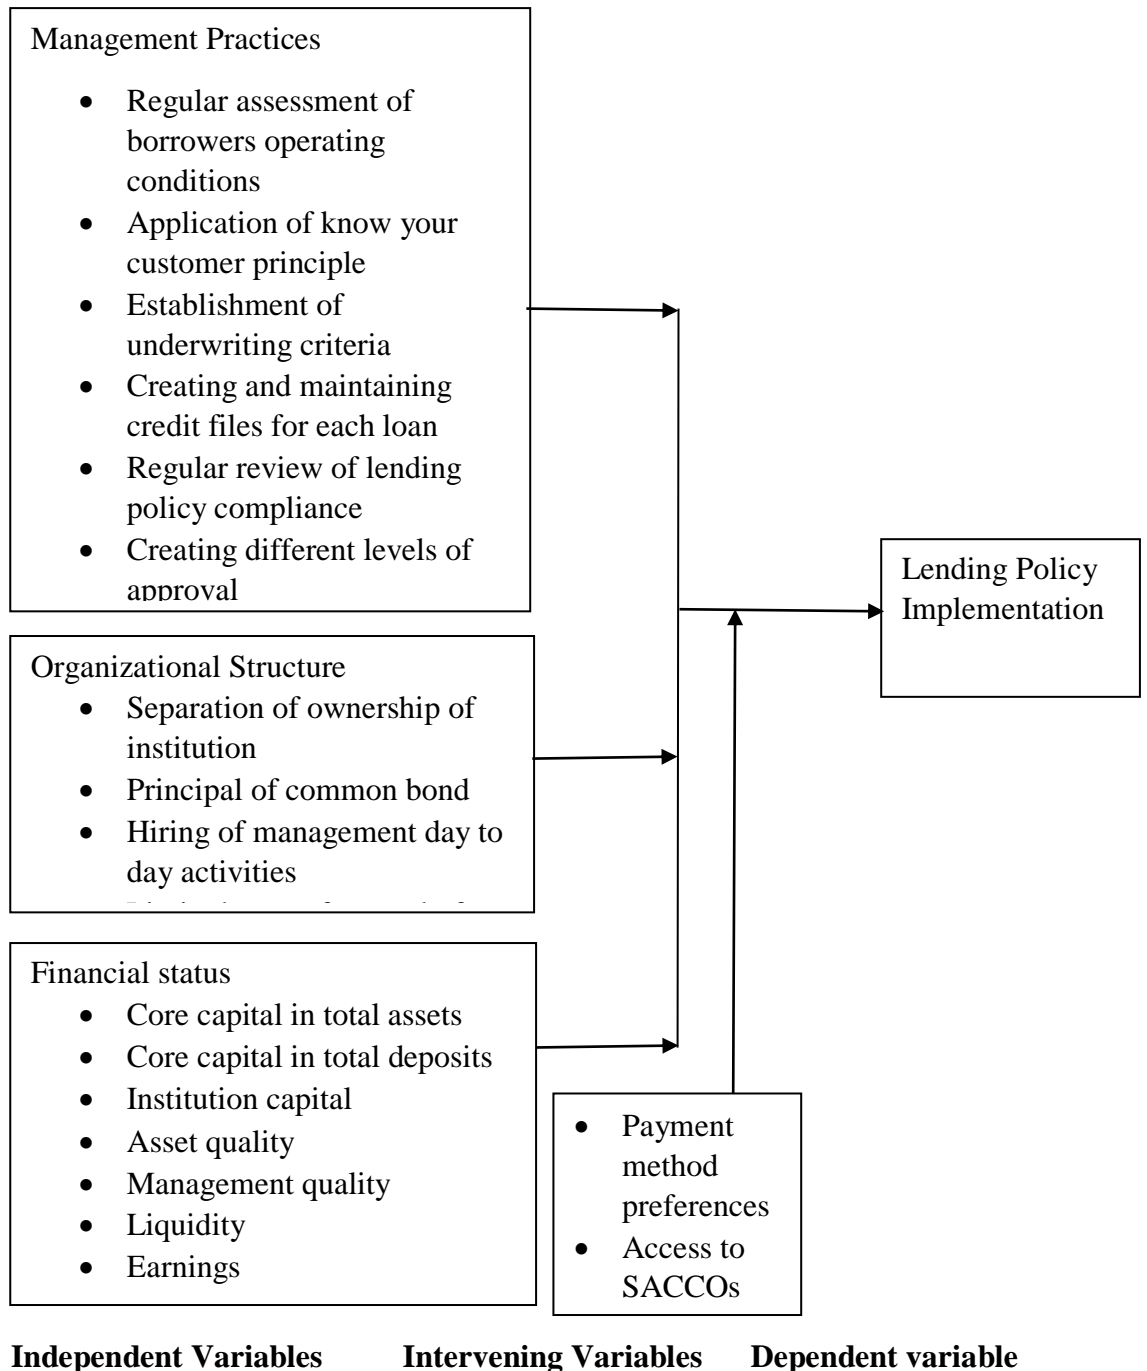 Management Practices
• Regular assessment of
borrowers operating
conditions
• Application of know your
customer principle
• Establishment of
underwriting criteria
• Creating and maintaining
credit files for each loan
• Regular review of lending
policy compliance
• Creating different levels of
approval
Organizational Structure
• Separation of ownership of
institution
• Principal of common bond
• Hiring of management day to
day activities
Financial status
• Core capital in total assets
• Core capital in total deposits
• Institution capital
• Asset quality
• Management quality
• Liquidity
• Earnings
• Payment
method
preferences
• Access to
SACCOs
Lending Policy
Implementation
Independent Variables Intervening Variables Dependent variable